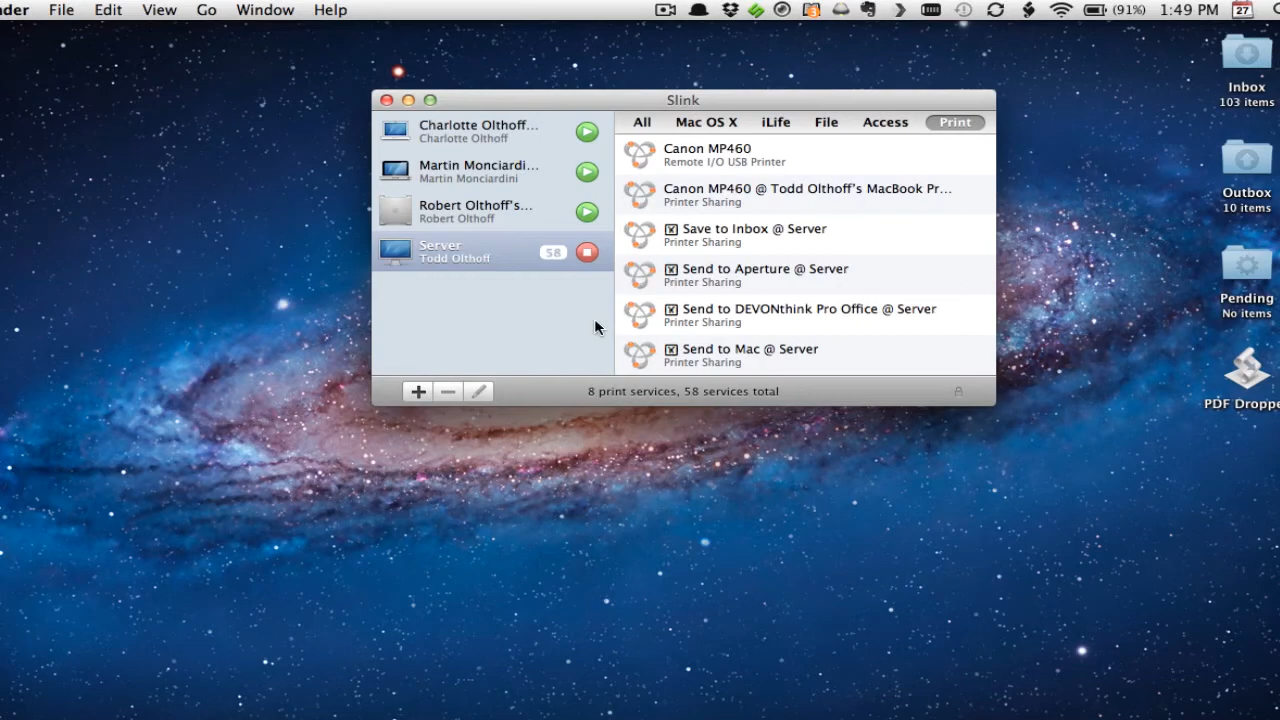 nder File Edit View Go Window Help 3 (91%) 1:49 PM 27
Inbox
103 items
Outbox
10 items
Pending
No items
PDF Droppe
Slink
Charlotte Olthoff...
Charlotte Olthoff
Martin Monciardi...
Martin Monciardini
Robert Olthoff's...
Robert Olthoff
Server
Todd Olthoff
58
All Mac OS X iLife File Access Print
Canon MP460
Remote I/O USB Printer
Canon MP460 @ Todd Olthoff's MacBook Pr...
Printer Sharing
Save to Inbox @ Server
Printer Sharing
Send to Aperture @ Server
Printer Sharing
Send to DEVONthink Pro Office @ Server
Printer Sharing
Send to Mac @ Server
Printer Sharing
8 print services, 58 services total